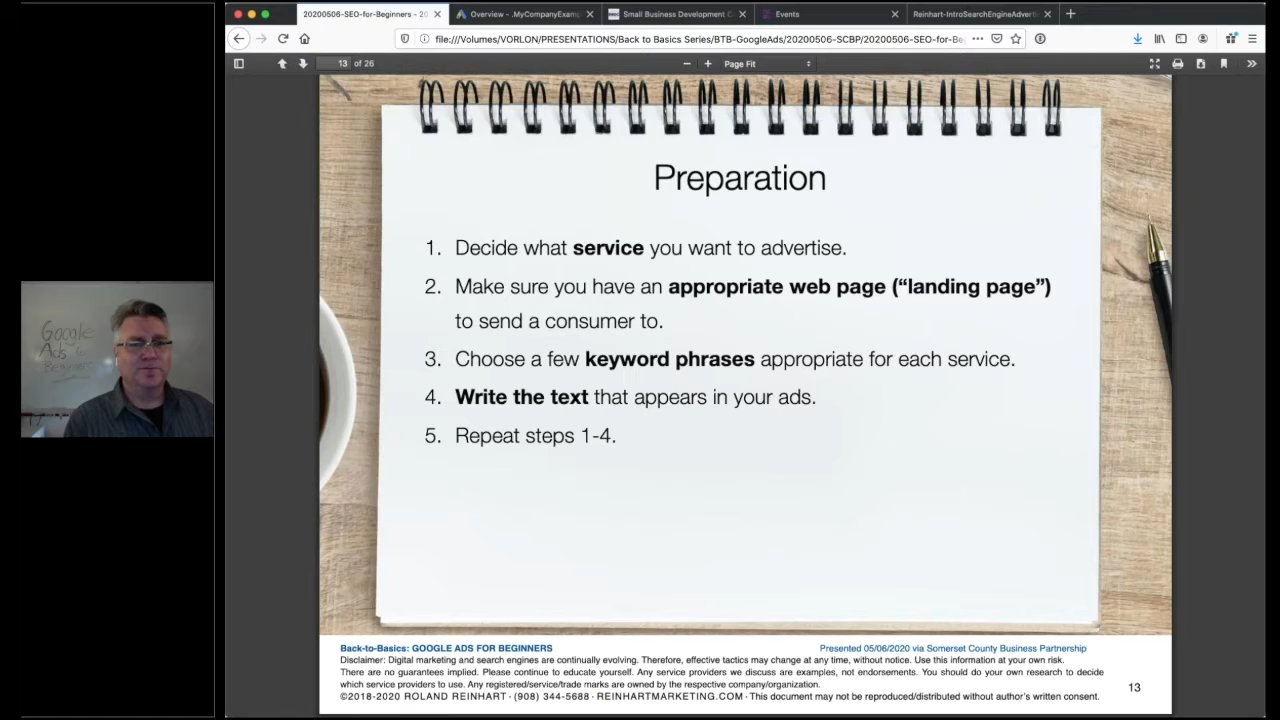 20200506-SEO-for-Beginners - 20
Overview - .MyCompanyExam
Small Business Development C
Events
Reinhart-IntroSearchEngineAdverti
file:///Volumes/VORLON/PRESENTATIONS/Back to Basics Series/BTB-GoogleAds/20200506-SCBP/20200506-SEO-for-Be
13 of 26
Page Fit
Preparation
1. Decide what service you want to advertise.
2. Make sure you have an appropriate web page (“landing page”)
to send a consumer to.
3. Choose a few keyword phrases appropriate for each service.
4. Write the text that appears in your ads.
5. Repeat steps 1-4.
Google
Ads for
Beginners
Back-to-Basics: GOOGLE ADS FOR BEGINNERS
Presented 05/06/2020 via Somerset County Business Partnership
Disclaimer: Digital marketing and search engines are continually evolving. Therefore, effective tactics may change at any time, without notice. Use this information at your own risk.
There are no guarantees implied. Please continue to educate yourself. Any service providers we discuss are examples, not endorsements. You should do your own research to decide
which service providers to use. Any registered/service/trade marks are owned by the respective company/organization.
©2018-2020 ROLAND REINHART · (908) 344-5688 · REINHARTMARKETING.COM · This document may not be reproduced/distributed without author's written consent.
13